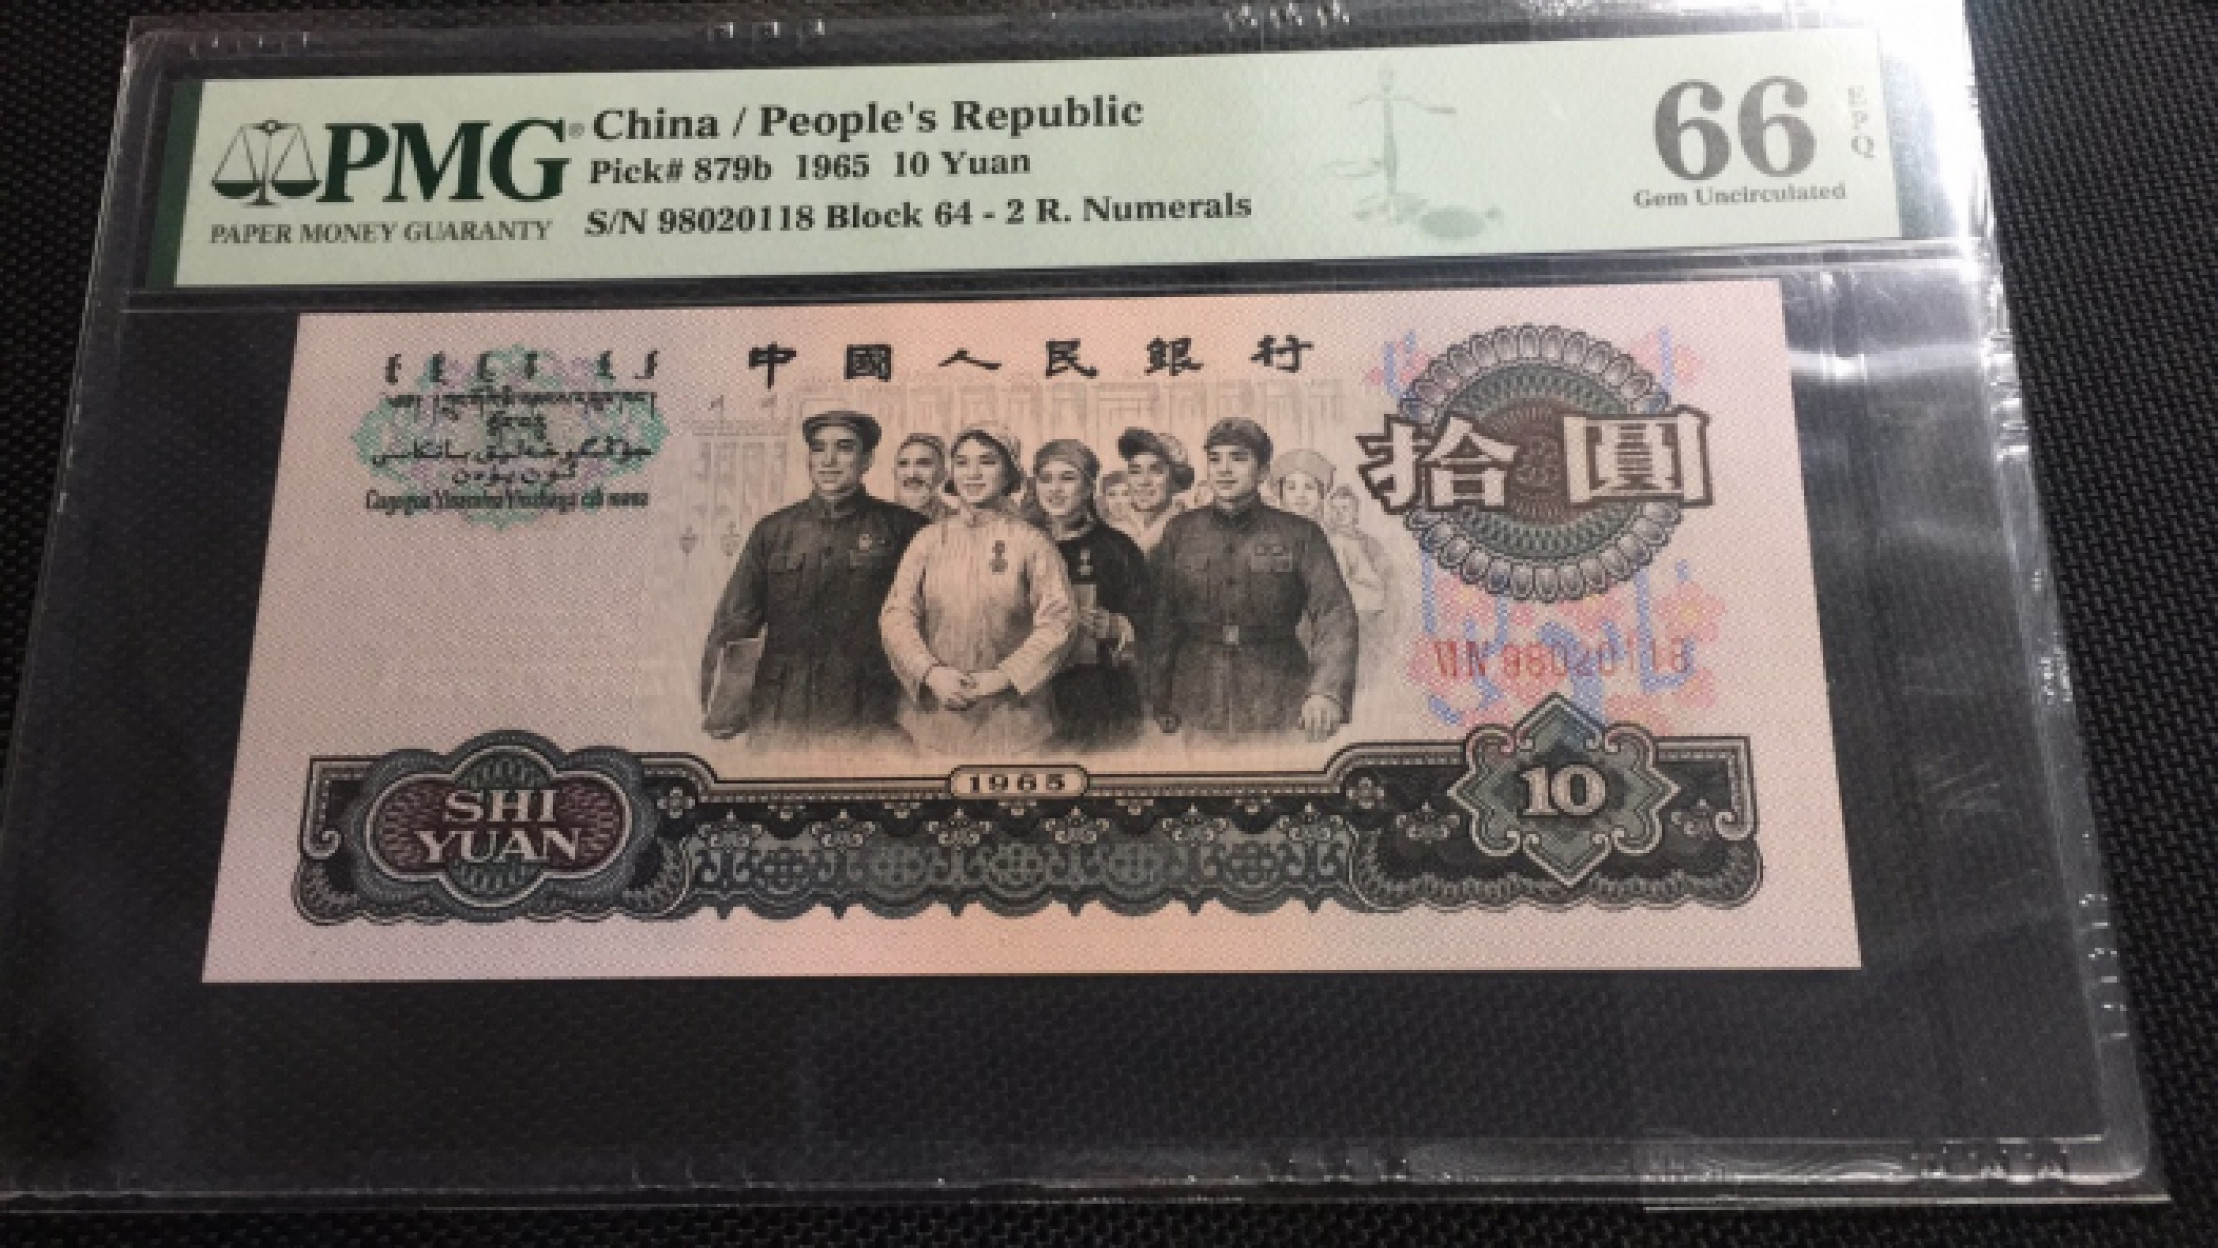 PMG®
PAPER MONEY GUARANTY
China / People's Republic
Pick# 879b 1965 10 Yuan
S/N 98020118 Block 64 - 2 R. Numerals
66
EPQ
Gem Uncirculated
中國人民銀行
拾圓
98020118
1965
SHI
YUAN
10